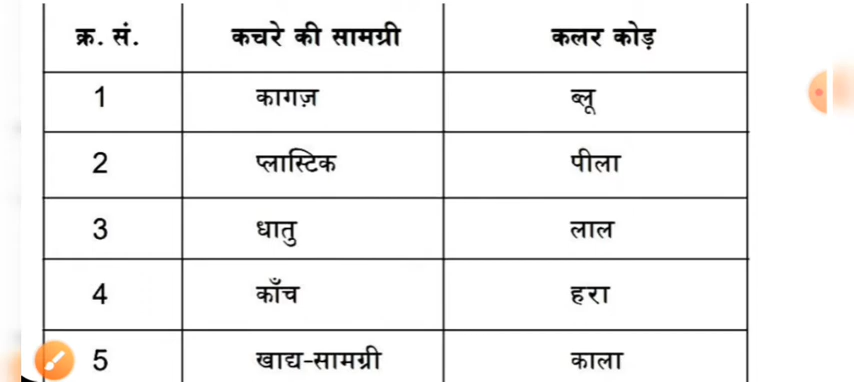 क्र. सं. कचरे की सामग्री कलर कोड़
1 कागज़ ब्लू
2 प्लास्टिक पीला
3 धातु लाल
4 काँच हरा
5 खाद्य-सामग्री काला